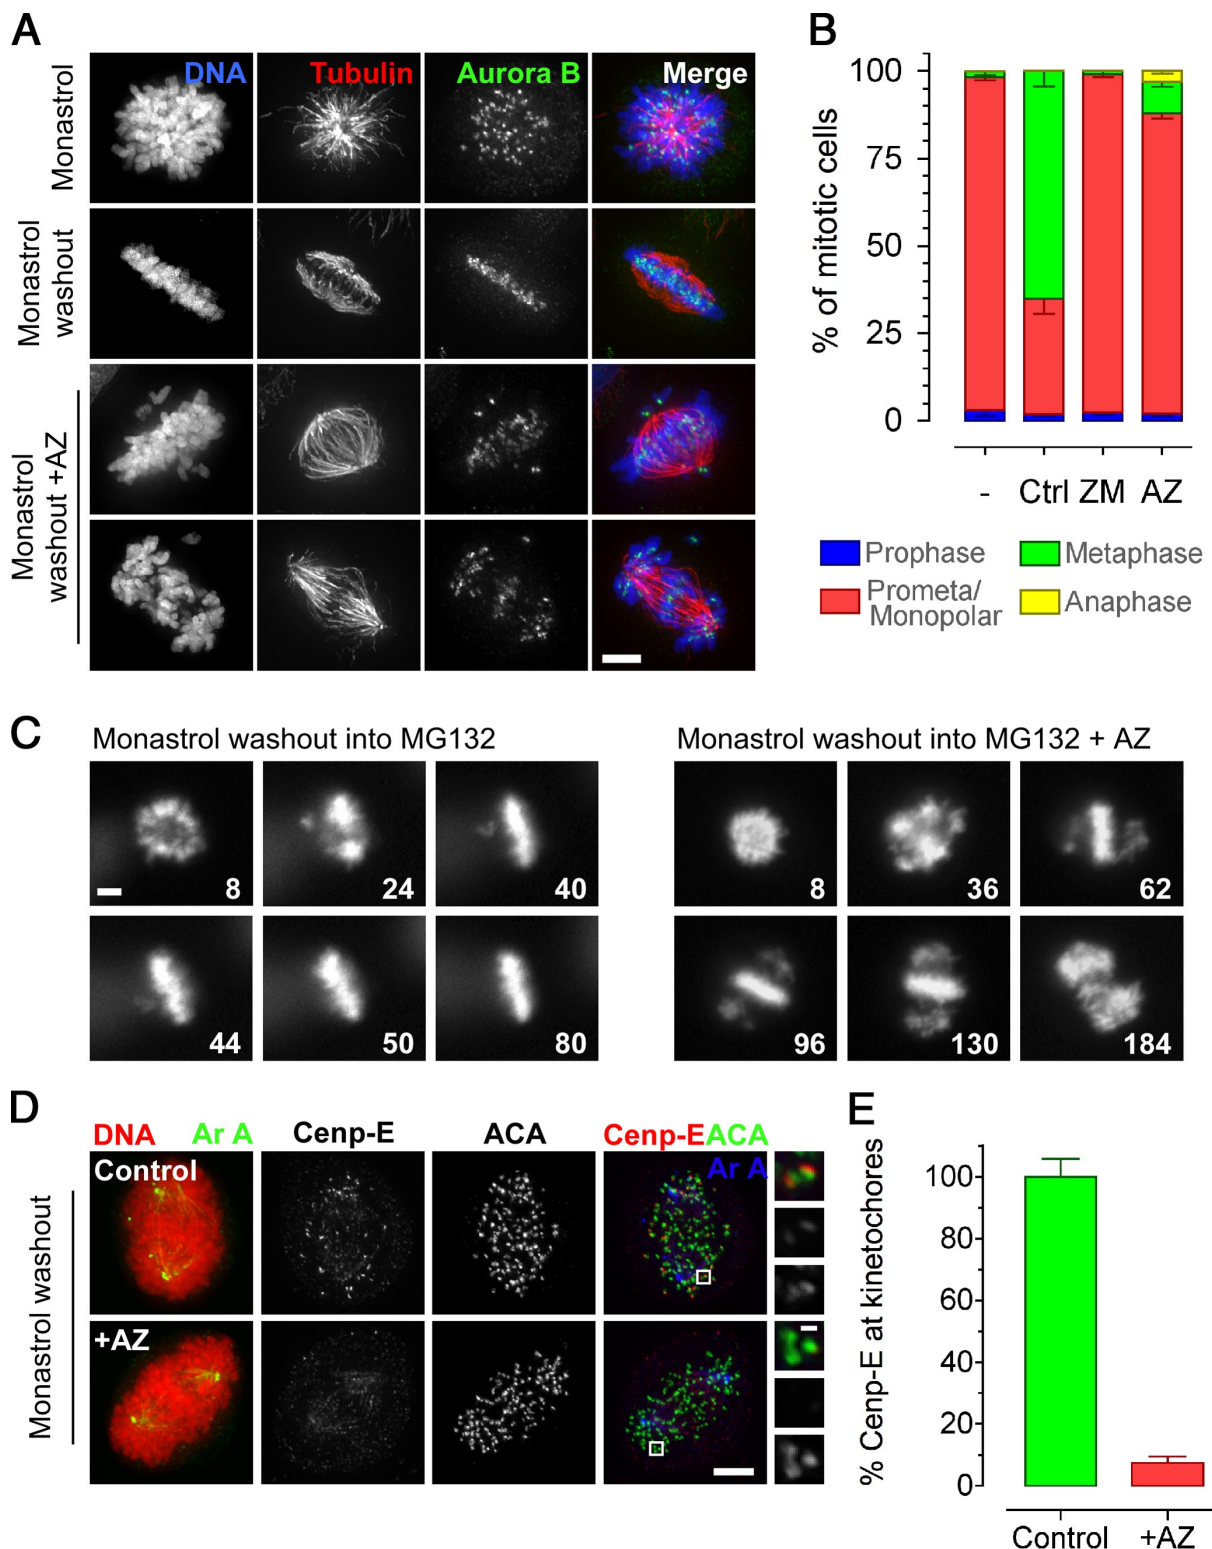 A
DNA
Tubulin
Aurora B
Merge
Monastrol
Monastrol
washout
Monastrol
washout +AZ
B
% of mitotic cells
100
75
50
25
0
- Ctrl ZM AZ
Prophase
Metaphase
Prometa/
Monopolar
Anaphase
C
Monastrol washout into MG132
8
24
40
44
50
80
Monastrol washout into MG132 + AZ
8
36
62
96
130
184
D
DNA Ar A
Cenp-E
ACA
Cenp-E ACA
Ar A
Control
+AZ
Monastrol washout
E
% Cenp-E at kinetochores
100
80
60
40
20
0
Control +AZ